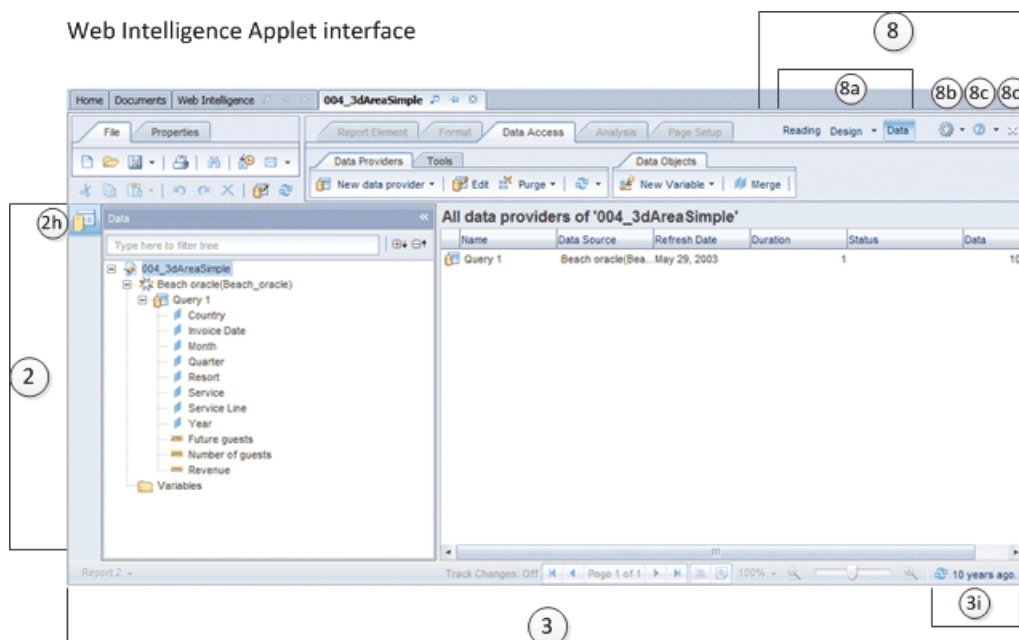 Web Intelligence Applet interface
8
8a
8b 8c 8d
Home Documents Web Intelligence 004_3dAreaSimple
File Properties Report Element Format Data Access Analysis Page Setup Reading Design Data
Data Providers Tools Data Objects
New data provider Edit Purge New Variable Merge
2h
Data
All data providers of '004_3dAreaSimple'
Type here to filter tree
Name Data Source Refresh Date Duration Status Data
Query 1 Beach oracle(Bea...May 29, 2003 1 10
004_3dAreaSimple
Beach oracle(Beach_oracle)
Query 1
Country
Invoice Date
Month
Quarter
2
Resort
Service
Service Line
Year
Future guests
Number of guests
Revenue
Variables
Report 2 Track Changes: Off Page 1 of 1 100% 10 years ago.
3i
3